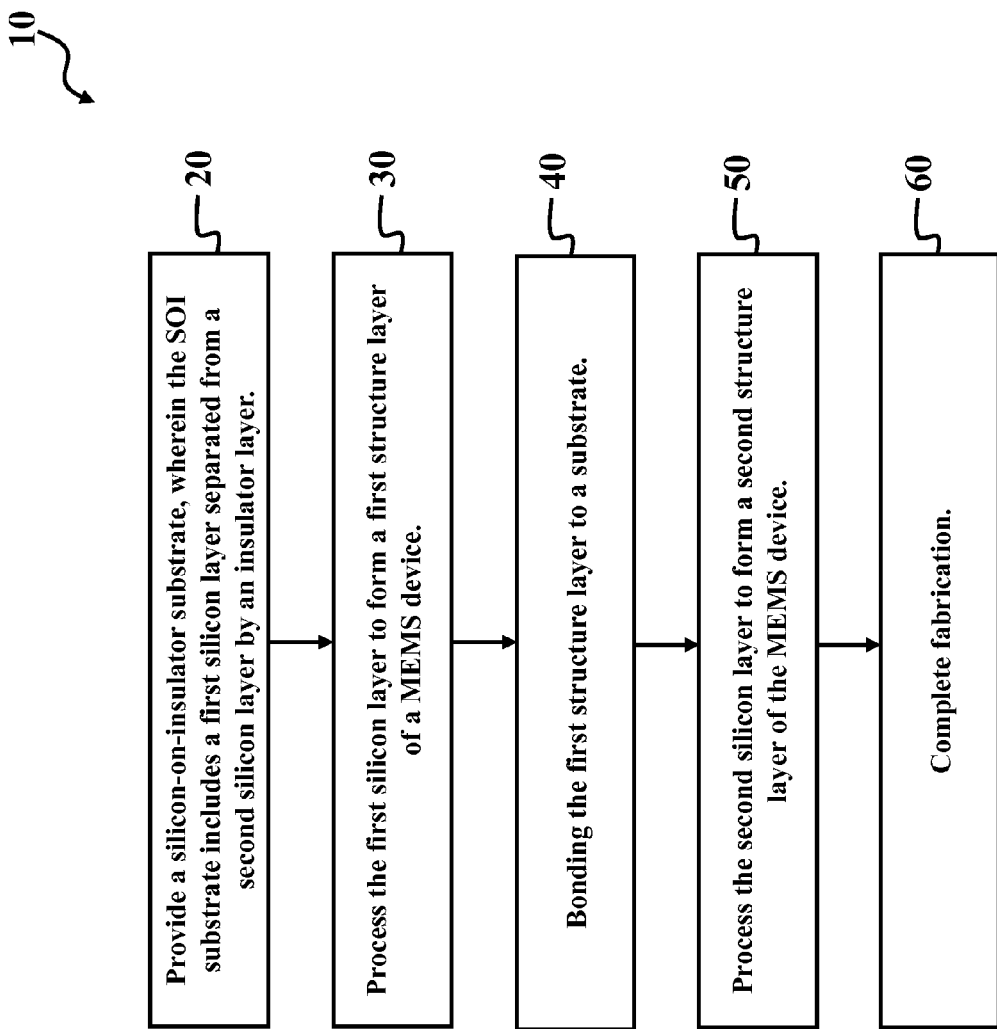 10
Provide a silicon-on-insulator substrate, wherein the SOI
substrate includes a first silicon layer separated from a
second silicon layer by an insulator layer.
20
Process the first silicon layer to form a first structure layer
of a MEMS device.
30
Bonding the first structure layer to a substrate.
40
Process the second silicon layer to form a second structure
layer of the MEMS device.
50
Complete fabrication.
60